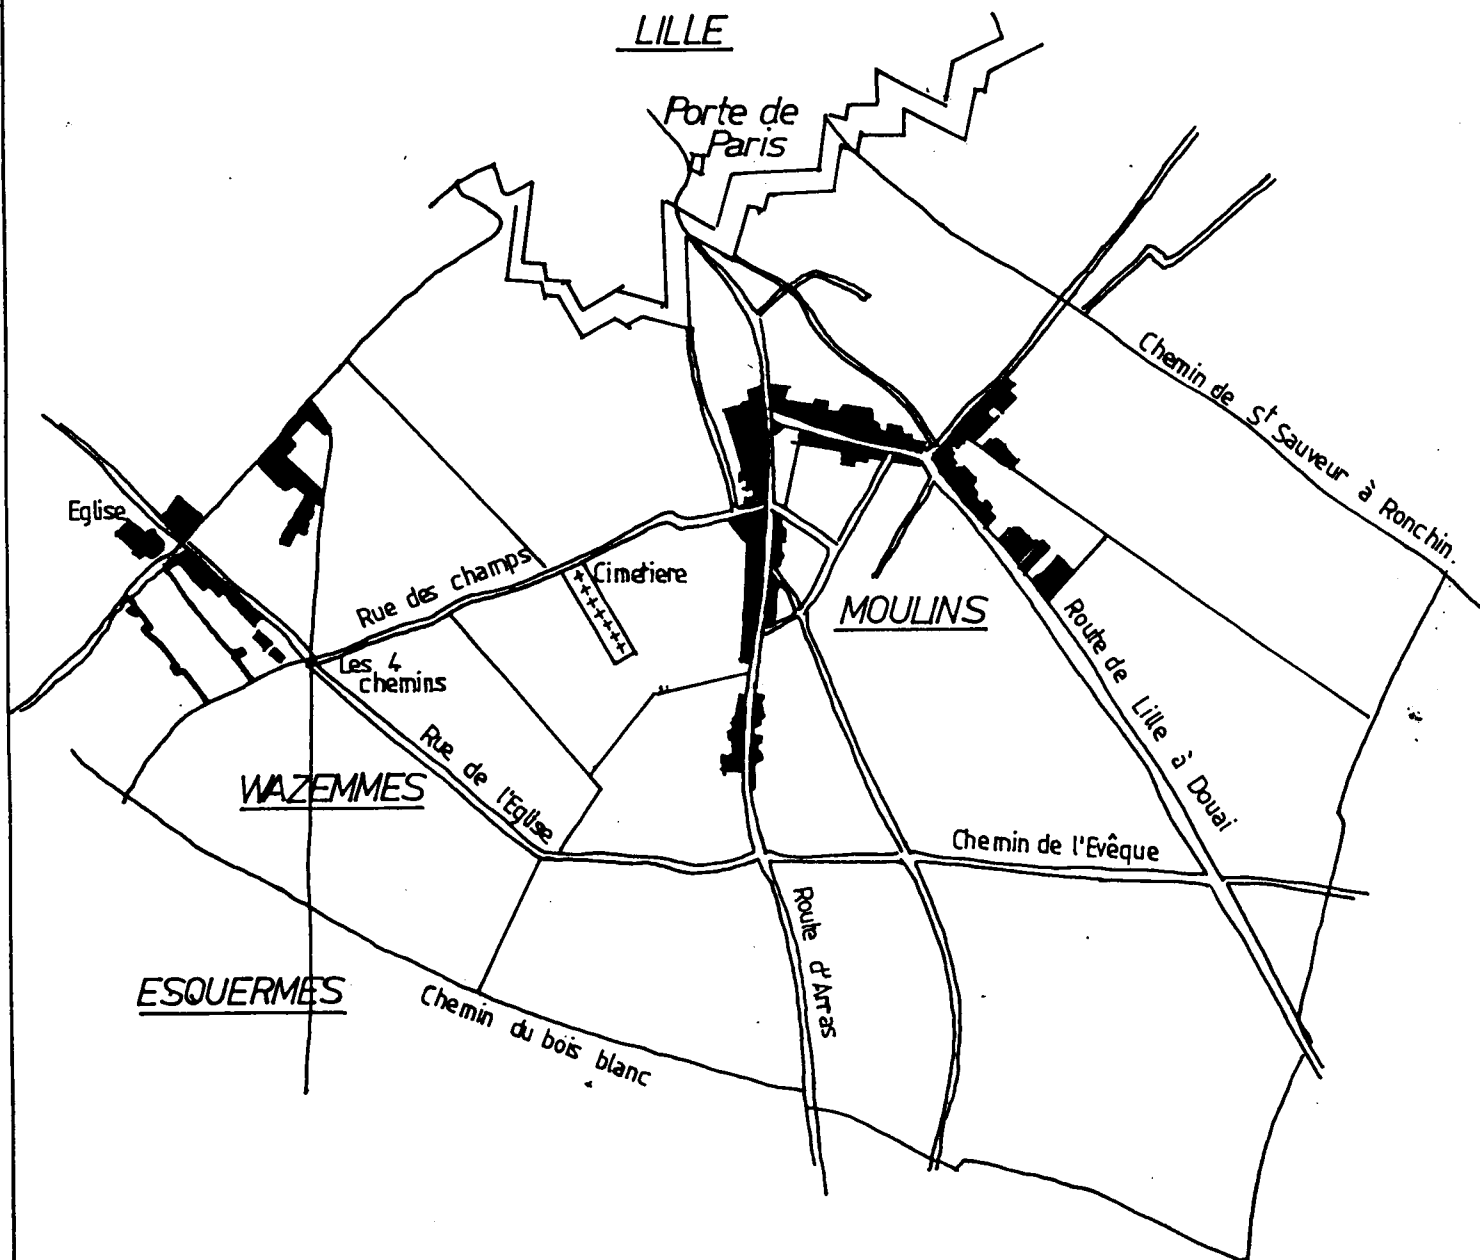 LILLE
Porte de
Paris
Chemin de St Sauveur à Ronchin.
Eglise
Rue des champs
Cimetiere
MOULINS
Les 4
chemins
Route de Lille à Douai
Rue de l'Eglise
WAZEMMES
Chemin de l'Evêque
Route d'Arras
ESQUERMES
Chemin du bois blanc